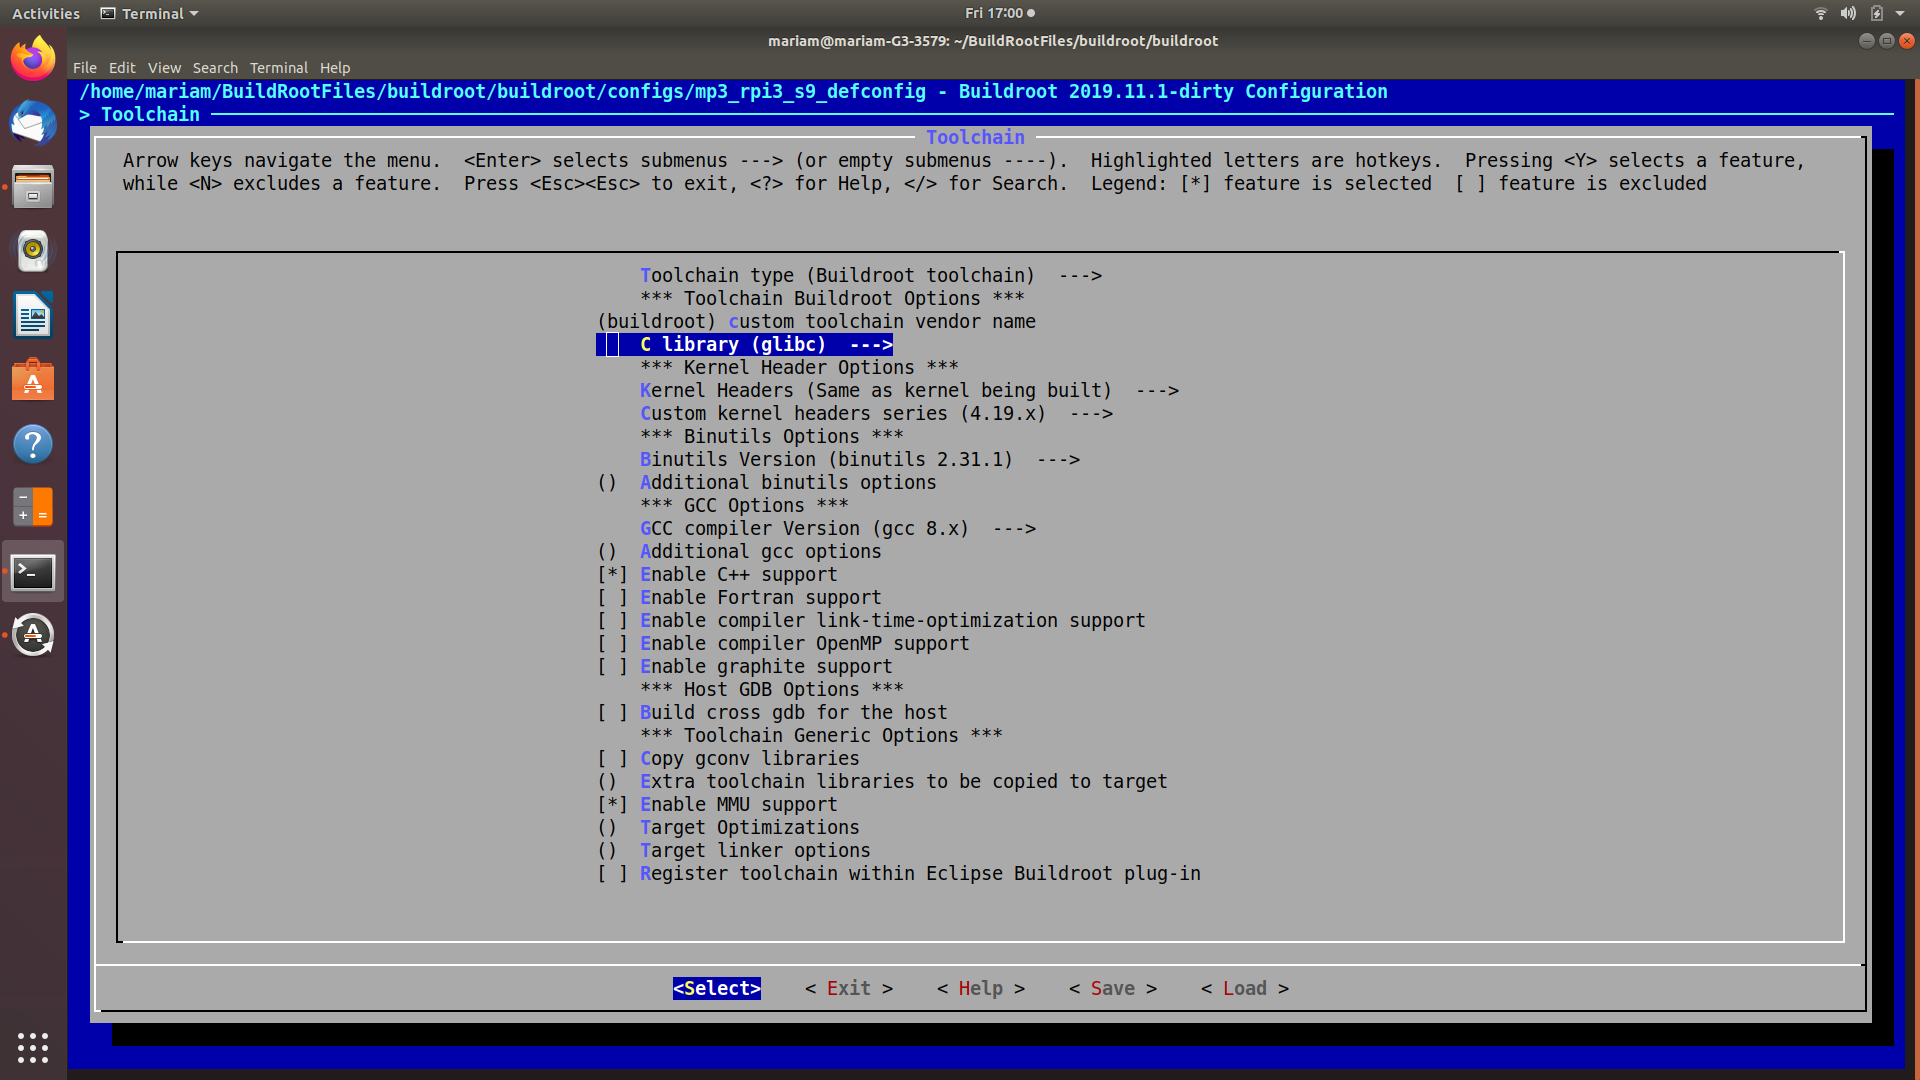 Activities Terminal Fri 17:00
mariam@mariam-G3-3579: ~/BuildRootFiles/buildroot/buildroot
File Edit View Search Terminal Help
/home/mariam/BuildRootFiles/buildroot/buildroot/configs/mp3_rpi3_s9_defconfig - Buildroot 2019.11.1-dirty Configuration
> Toolchain
Toolchain
Arrow keys navigate the menu.  <Enter> selects submenus ---> (or empty submenus ----).  Highlighted letters are hotkeys.  Pressing <Y> selects a feature,
while <N> excludes a feature.  Press <Esc><Esc> to exit, <?> for Help, </> for Search.  Legend: [*] feature is selected  [ ] feature is excluded
Toolchain type (Buildroot toolchain)  --->
*** Toolchain Buildroot Options ***
(buildroot) custom toolchain vendor name
C library (glibc)  --->
*** Kernel Header Options ***
Kernel Headers (Same as kernel being built)  --->
Custom kernel headers series (4.19.x)  --->
*** Binutils Options ***
Binutils Version (binutils 2.31.1)  --->
()  Additional binutils options
*** GCC Options ***
GCC compiler Version (gcc 8.x)  --->
()  Additional gcc options
[*] Enable C++ support
[ ] Enable Fortran support
[ ] Enable compiler link-time-optimization support
[ ] Enable compiler OpenMP support
[ ] Enable graphite support
*** Host GDB Options ***
[ ] Build cross gdb for the host
*** Toolchain Generic Options ***
[ ] Copy gconv libraries
()  Extra toolchain libraries to be copied to target
[*] Enable MMU support
()  Target Optimizations
()  Target linker options
[ ] Register toolchain within Eclipse Buildroot plug-in
<Select>    < Exit >    < Help >    < Save >    < Load >